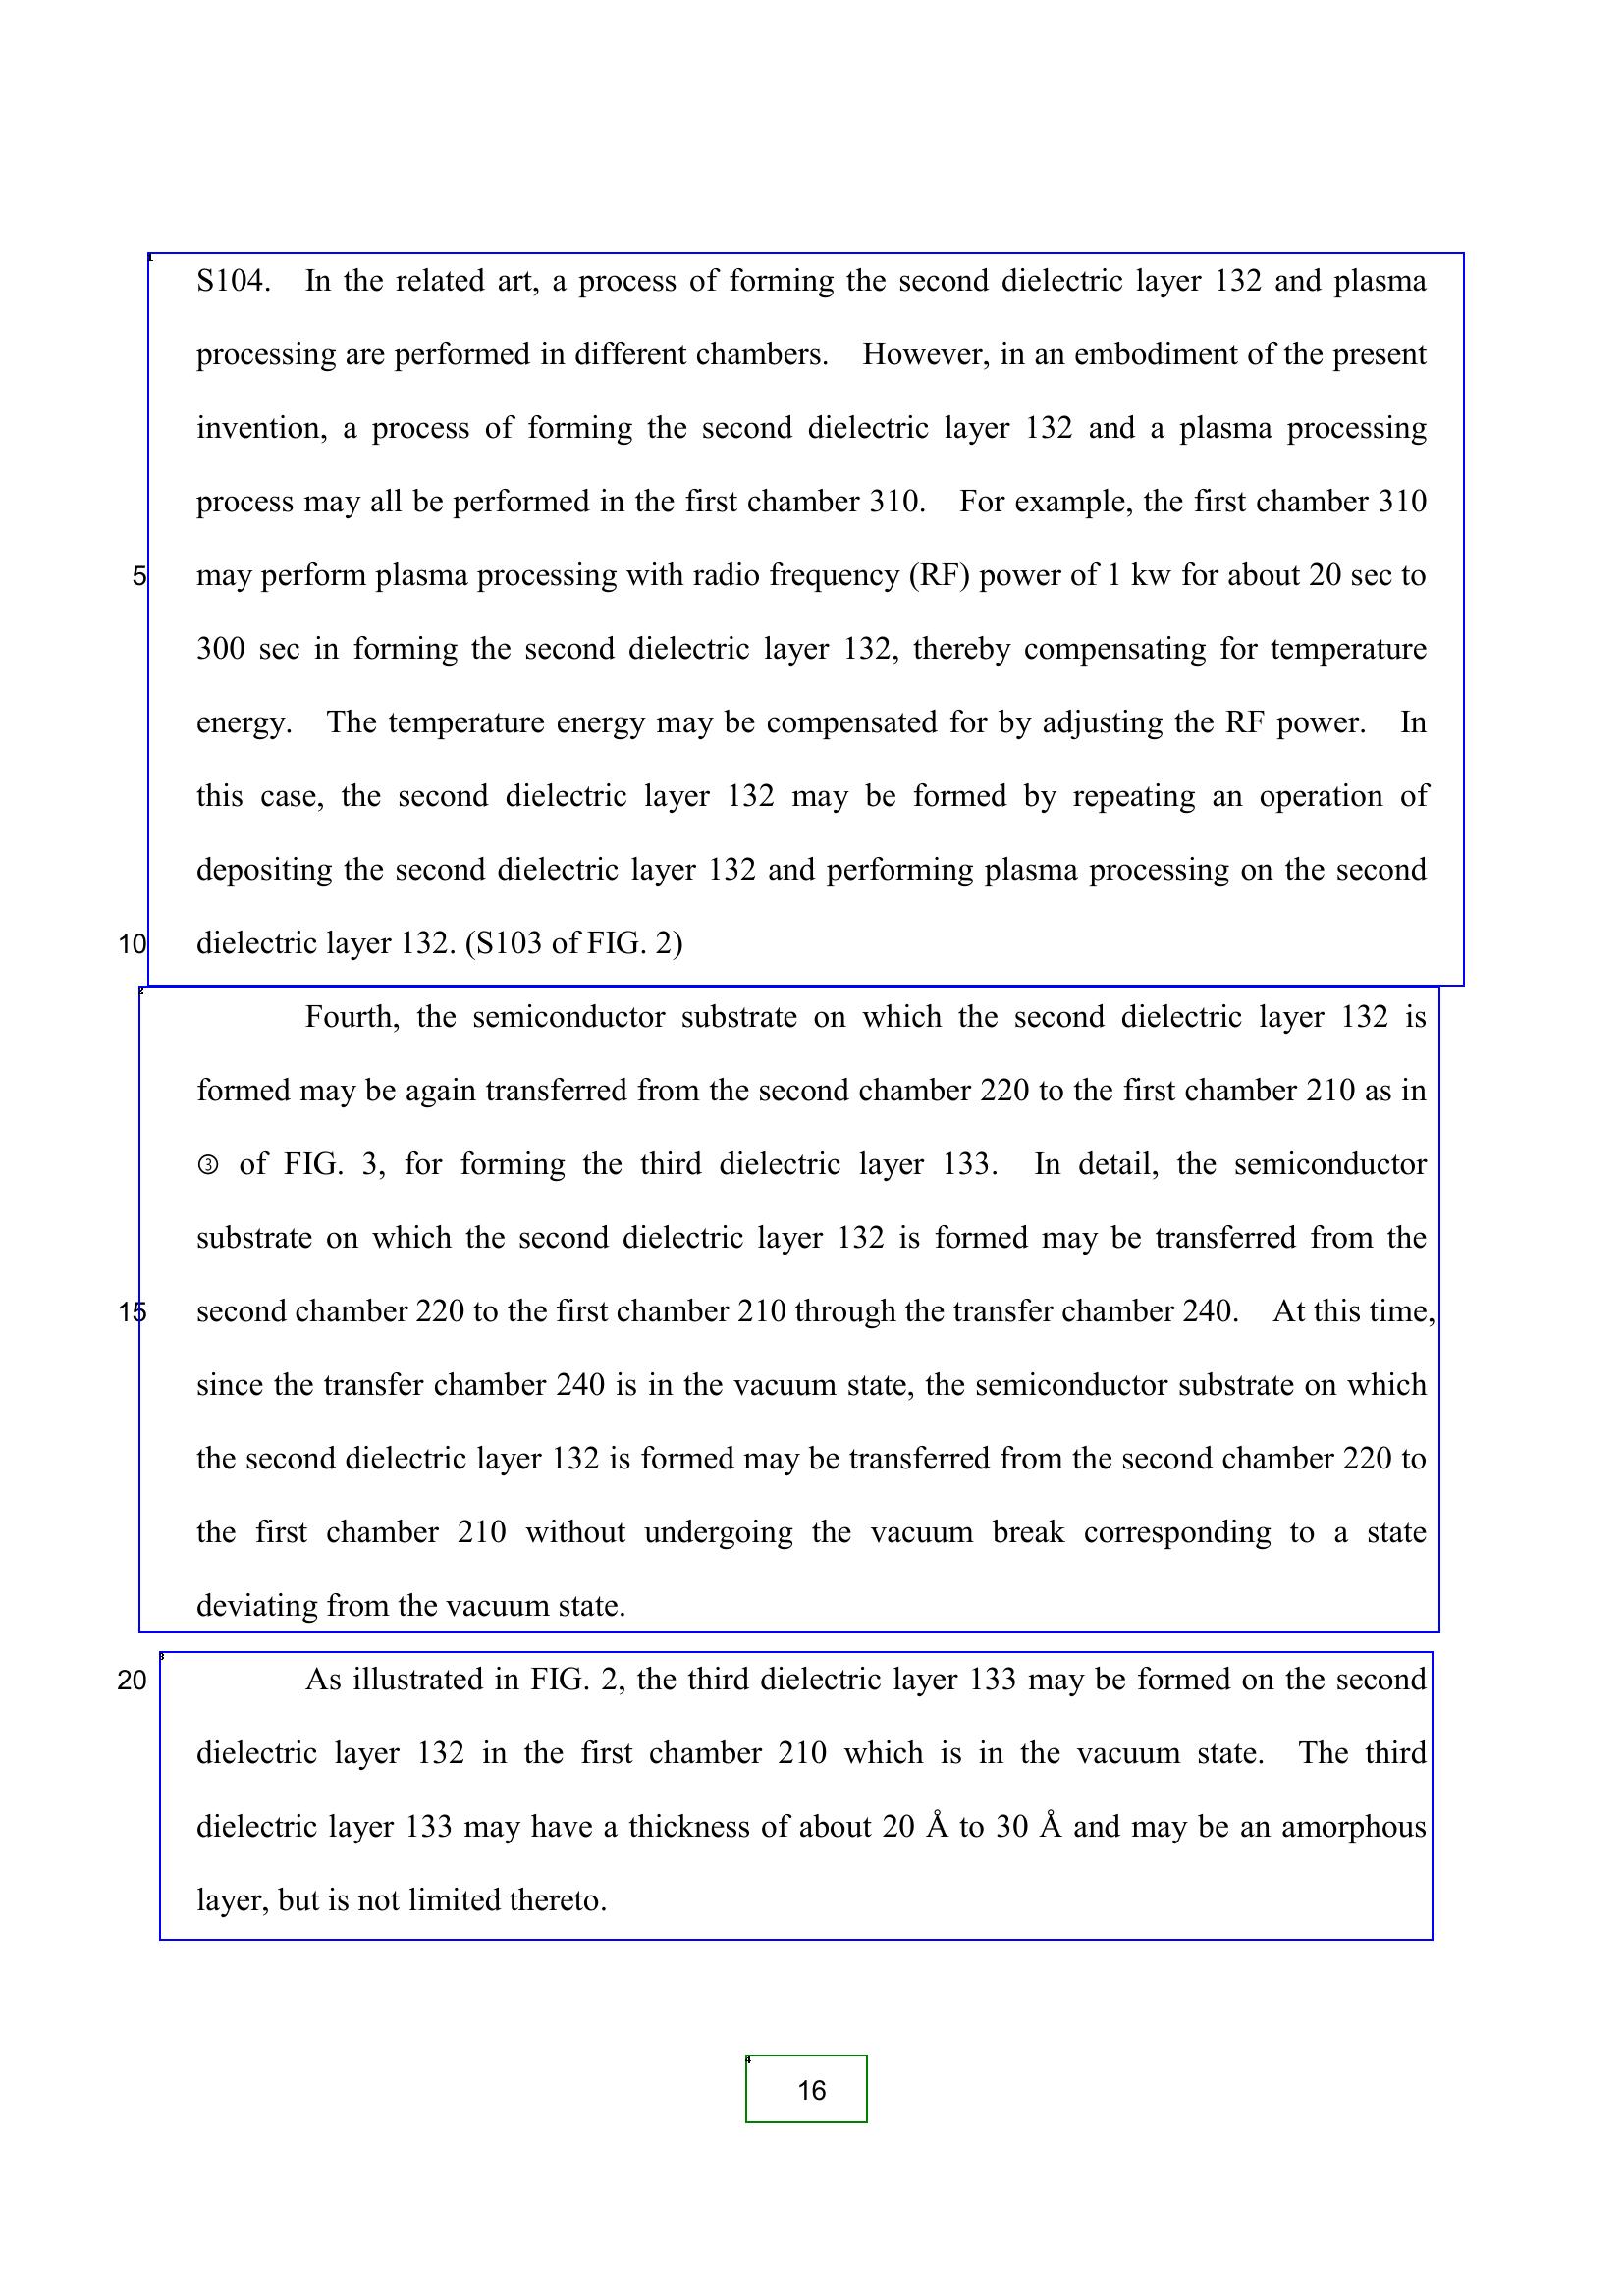 1
S104. In the related art, a process of forming the second dielectric layer 132 and plasma
processing are performed in different chambers. However, in an embodiment of the present
invention, a process of forming the second dielectric layer 132 and a plasma processing
process may all be performed in the first chamber 310. For example, the first chamber 310
5 may perform plasma processing with radio frequency (RF) power of 1 kw for about 20 sec to
300 sec in forming the second dielectric layer 132, thereby compensating for temperature
energy. The temperature energy may be compensated for by adjusting the RF power. In
this case, the second dielectric layer 132 may be formed by repeating an operation of
depositing the second dielectric layer 132 and performing plasma processing on the second
10 dielectric layer 132. (S103 of FIG. 2)
2
Fourth, the semiconductor substrate on which the second dielectric layer 132 is
formed may be again transferred from the second chamber 220 to the first chamber 210 as in
③ of FIG. 3, for forming the third dielectric layer 133. In detail, the semiconductor
substrate on which the second dielectric layer 132 is formed may be transferred from the
15 second chamber 220 to the first chamber 210 through the transfer chamber 240. At this time,
since the transfer chamber 240 is in the vacuum state, the semiconductor substrate on which
the second dielectric layer 132 is formed may be transferred from the second chamber 220 to
the first chamber 210 without undergoing the vacuum break corresponding to a state
deviating from the vacuum state.
3
20 As illustrated in FIG. 2, the third dielectric layer 133 may be formed on the second
dielectric layer 132 in the first chamber 210 which is in the vacuum state. The third
dielectric layer 133 may have a thickness of about 20 Å to 30 Å and may be an amorphous
layer, but is not limited thereto.
4
16